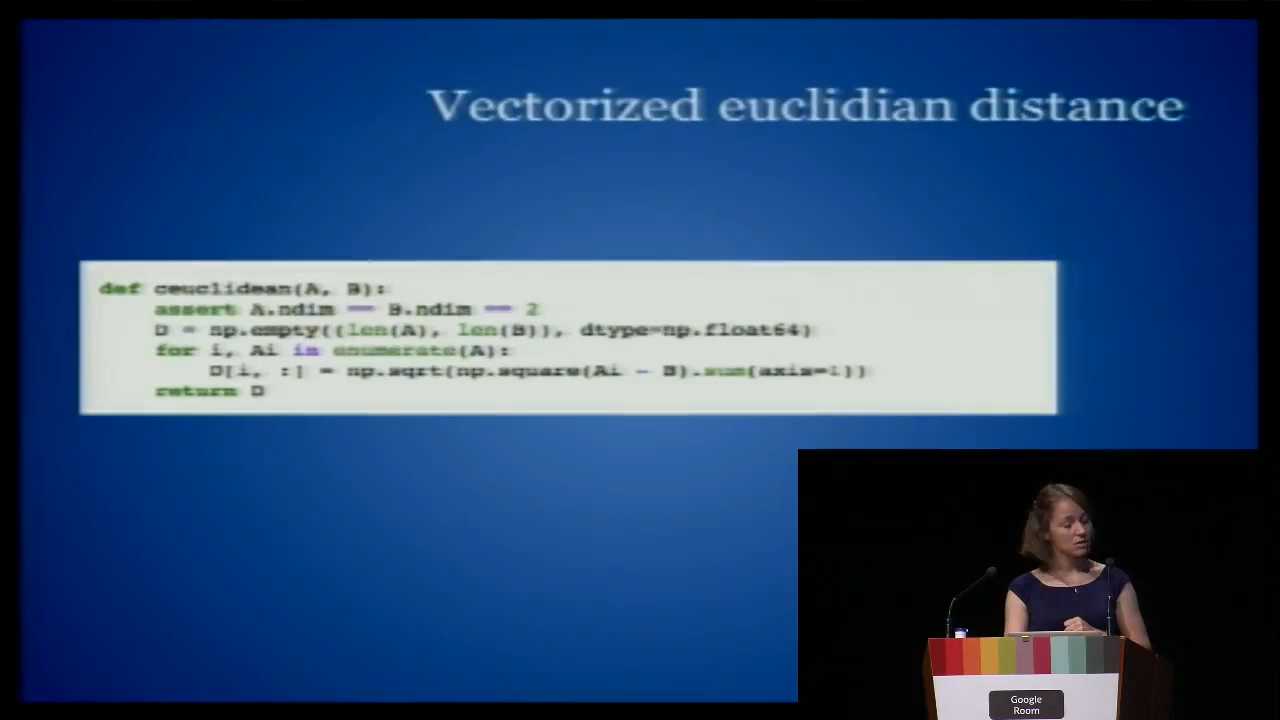 Vectorized euclidian distance
def ceuclidean(A, B):
assert A.ndim == B.ndim == 2
D = np.empty((len(A), len(B)), dtype=np.float64)
for i, Ai in enumerate(A):
D[i, :] = np.sqrt(np.square(Ai - B).sum(axis=1))
return D
Google
Room